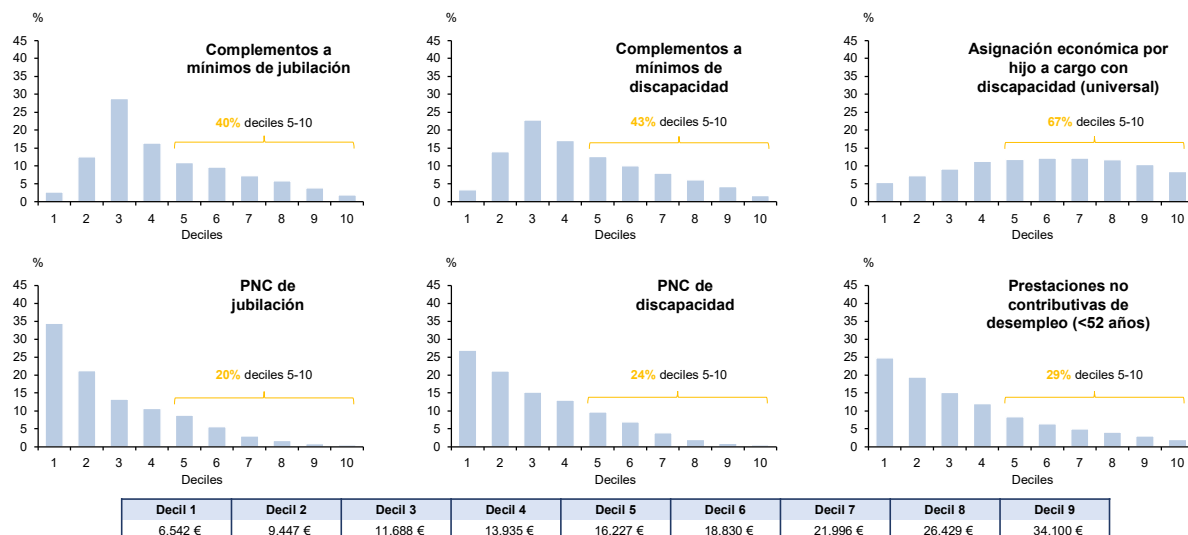 %
45
40
35
30
25
20
15
10
5
0
Complementos a
mínimos de jubilación
40% deciles 5-10
1 2 3 4 5 6 7 8 9 10
Deciles
%
45
40
35
30
25
20
15
10
5
0
Complementos a
mínimos de
discapacidad
43% deciles 5-10
1 2 3 4 5 6 7 8 9 10
Deciles
%
45
40
35
30
25
20
15
10
5
0
Asignación económica por
hijo a cargo con
discapacidad (universal)
67% deciles 5-10
1 2 3 4 5 6 7 8 9 10
Deciles
%
45
40
35
30
25
20
15
10
5
0
PNC de
jubilación
20% deciles 5-10
1 2 3 4 5 6 7 8 9 10
Deciles
%
45
40
35
30
25
20
15
10
5
0
PNC de
discapacidad
24% deciles 5-10
1 2 3 4 5 6 7 8 9 10
Deciles
%
45
40
35
30
25
20
15
10
5
0
Prestaciones no
contributivas de
desempleo (<52 años)
29% deciles 5-10
1 2 3 4 5 6 7 8 9 10
Deciles
Decil 1 Decil 2 Decil 3 Decil 4 Decil 5 Decil 6 Decil 7 Decil 8 Decil 9
6.542 € 9.447 € 11.688 € 13.935 € 16.227 € 18.830 € 21.996 € 26.429 € 34.100 €